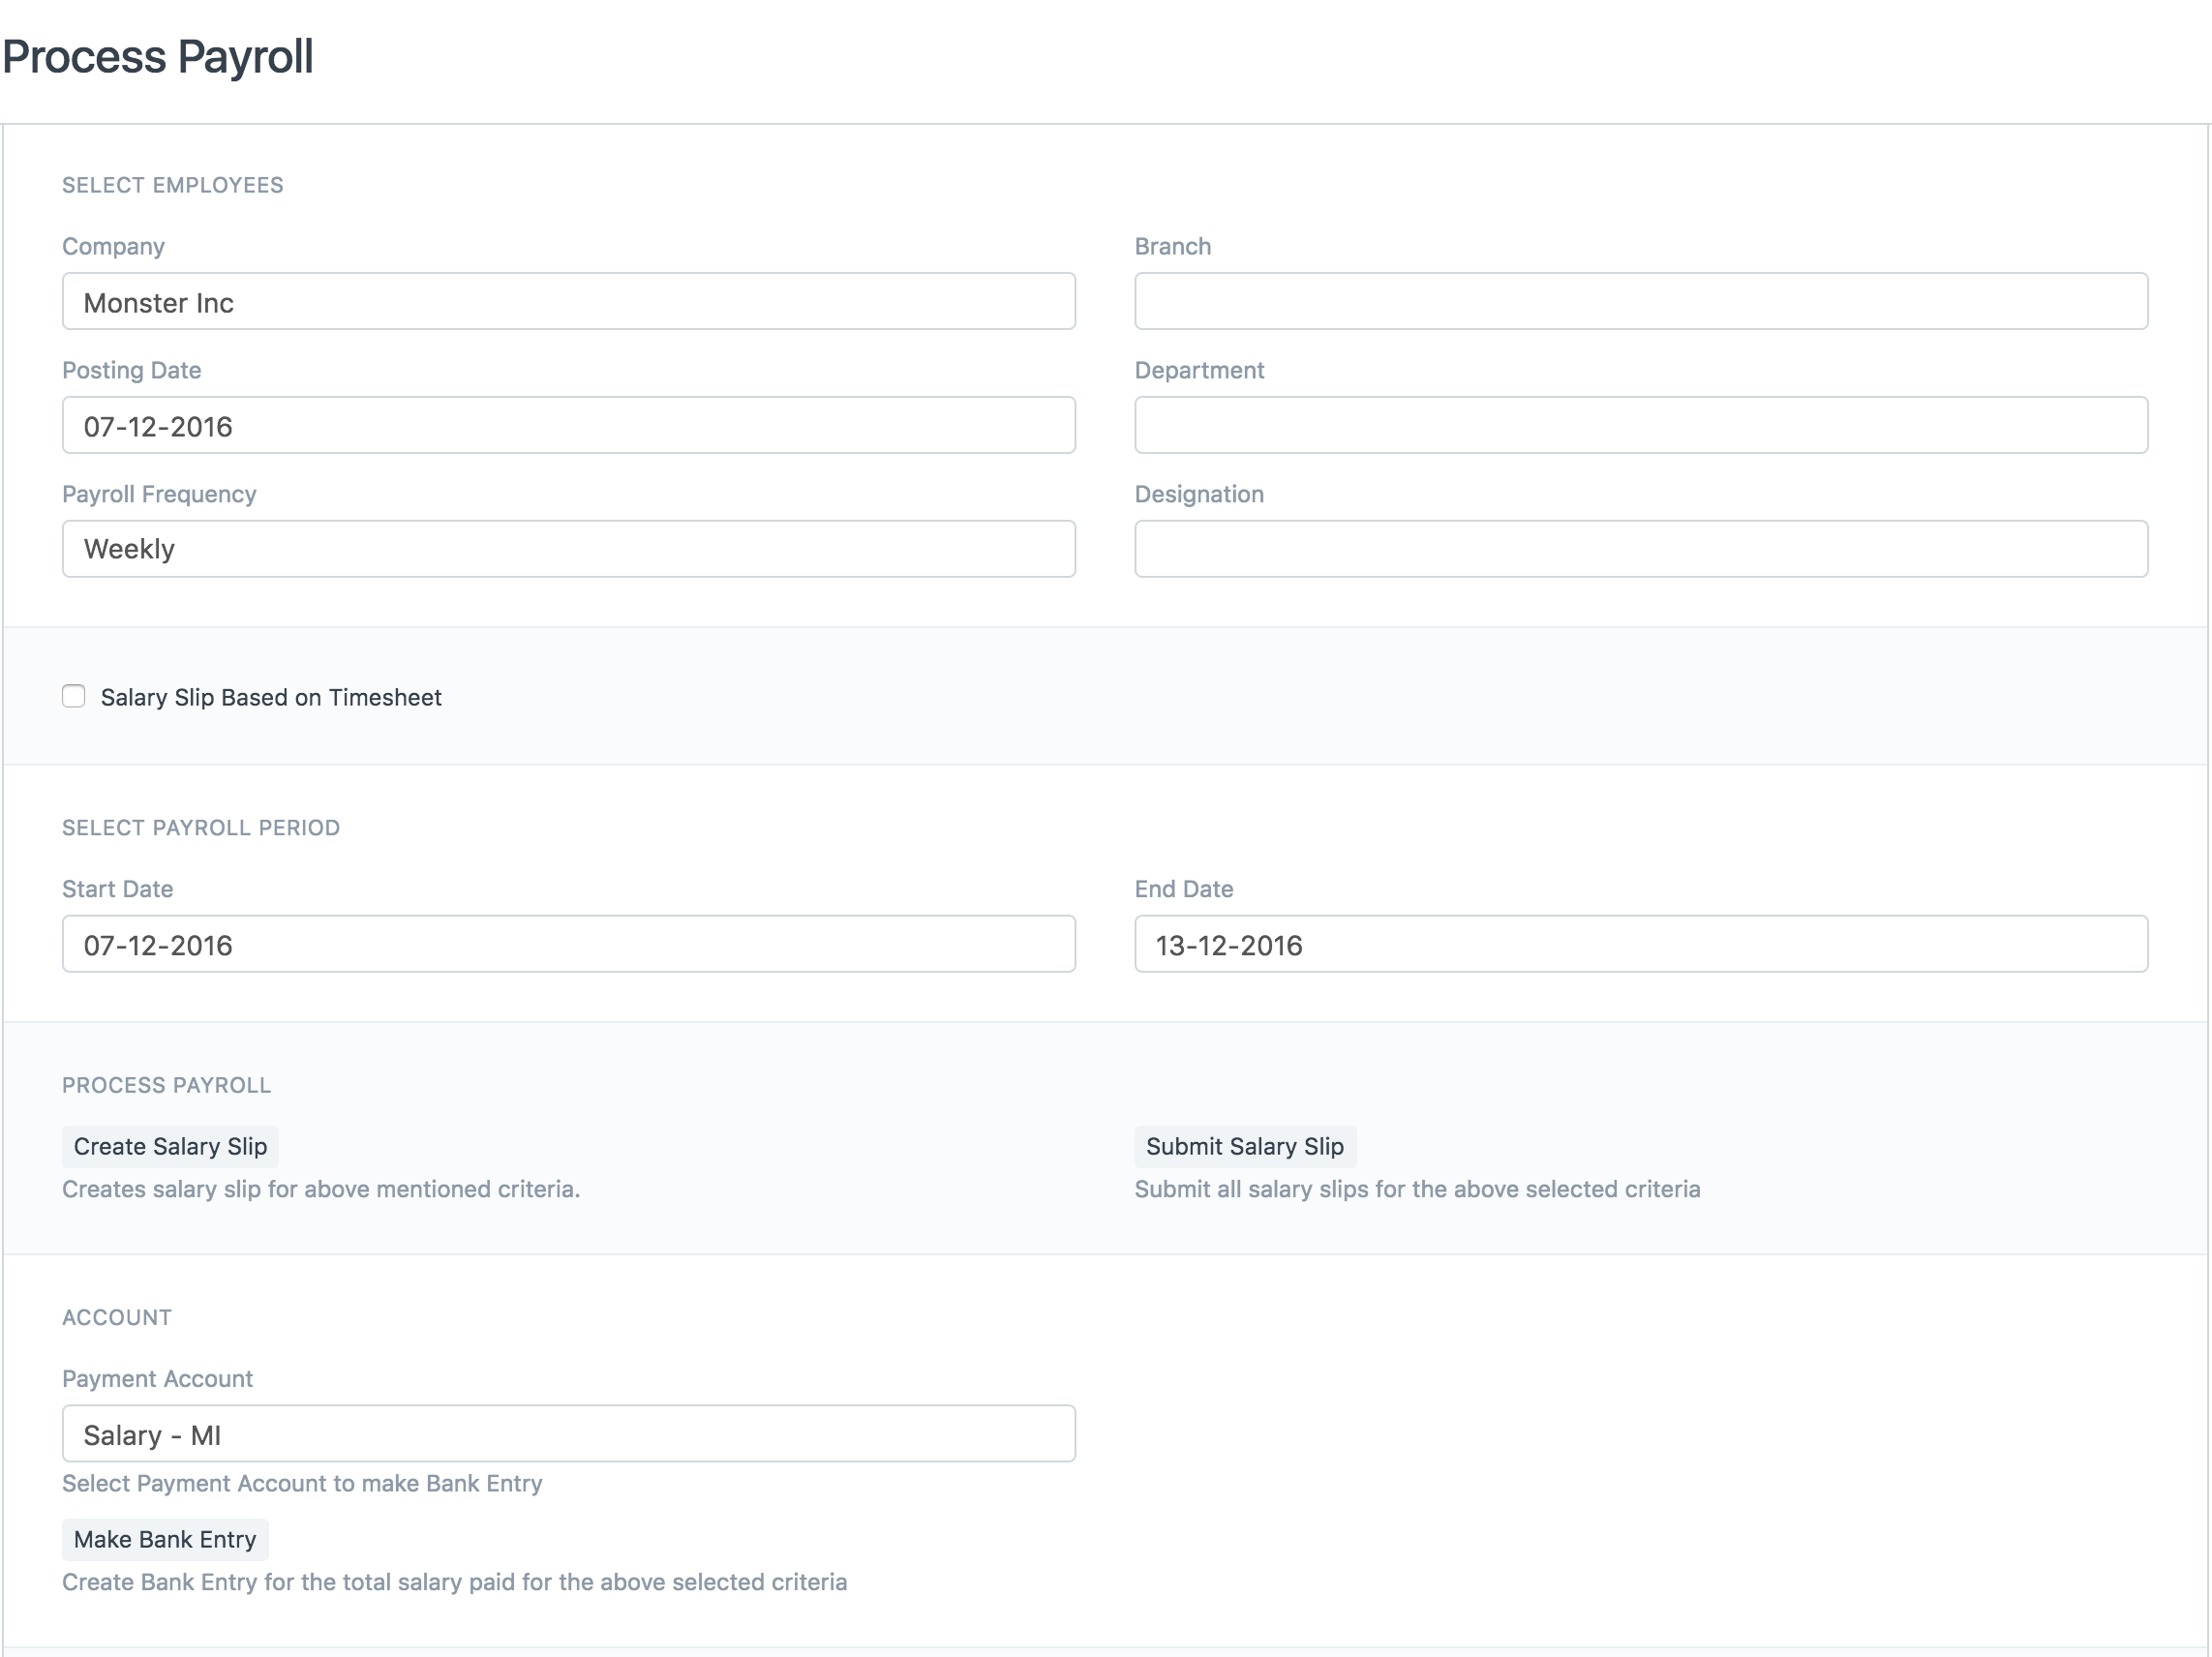 Process Payroll
SELECT EMPLOYEES
Company
Monster Inc
Posting Date
07-12-2016
Payroll Frequency
Weekly
Branch
Department
Designation
Salary Slip Based on Timesheet
SELECT PAYROLL PERIOD
Start Date
07-12-2016
End Date
13-12-2016
PROCESS PAYROLL
Create Salary Slip
Creates salary slip for above mentioned criteria.
Submit Salary Slip
Submit all salary slips for the above selected criteria
ACCOUNT
Payment Account
Salary - MI
Select Payment Account to make Bank Entry
Make Bank Entry
Create Bank Entry for the total salary paid for the above selected criteria